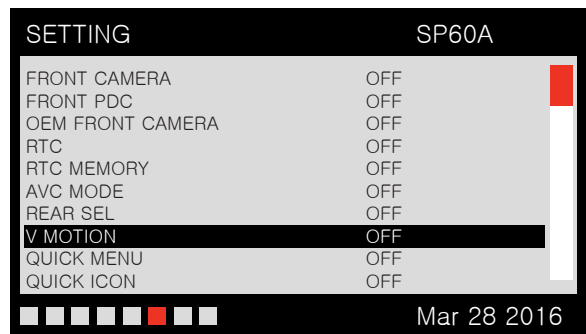 SETTING SP60A
FRONT CAMERA OFF
FRONT PDC OFF
OEM FRONT CAMERA OFF
RTC OFF
RTC MEMORY OFF
AVC MODE OFF
REAR SEL OFF
V MOTION OFF
QUICK MENU OFF
QUICK ICON OFF
Mar 28 2016